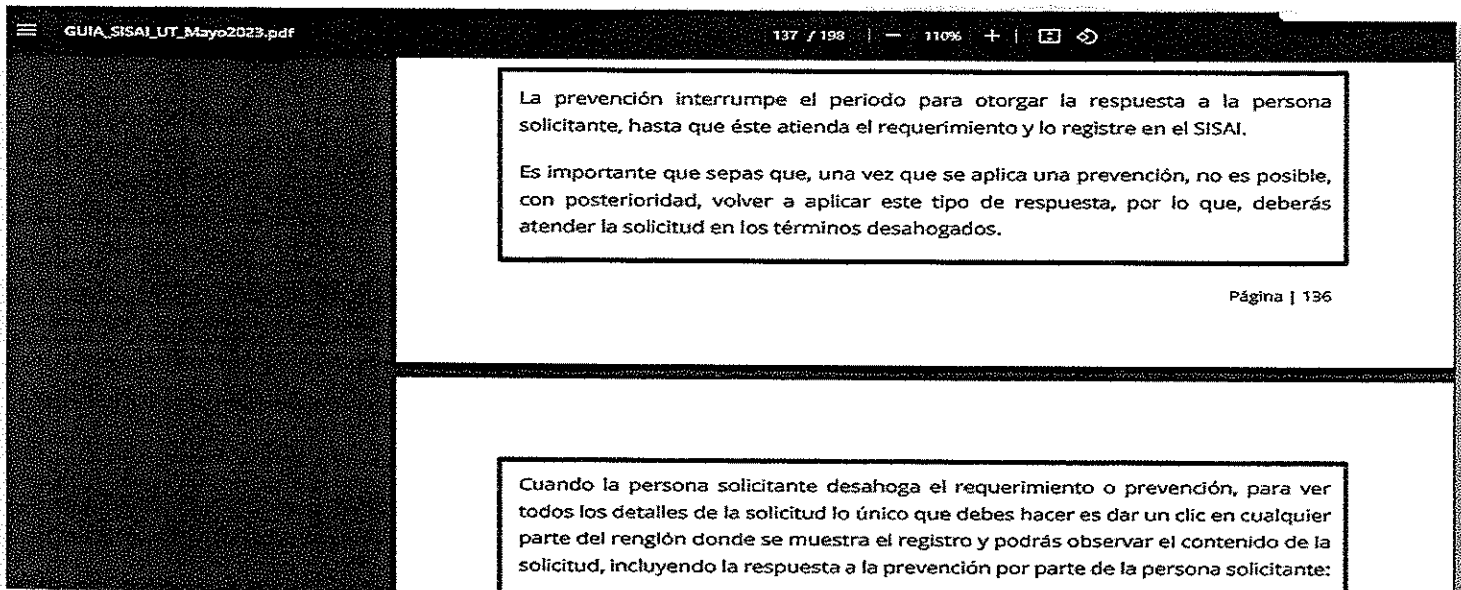 GUIA_SISAI_UT_Mayo2023.pdf
137 / 198 | — 110% + |
La prevención interrumpe el periodo para otorgar la respuesta a la persona
solicitante, hasta que éste atienda el requerimiento y lo registre en el SISAI.
Es importante que sepas que, una vez que se aplica una prevención, no es posible,
con posterioridad, volver a aplicar este tipo de respuesta, por lo que, deberás
atender la solicitud en los términos desahogados.
Página | 136
Cuando la persona solicitante desahoga el requerimiento o prevención, para ver
todos los detalles de la solicitud lo único que debes hacer es dar un clic en cualquier
parte del renglón donde se muestra el registro y podrás observar el contenido de la
solicitud, incluyendo la respuesta a la prevención por parte de la persona solicitante: